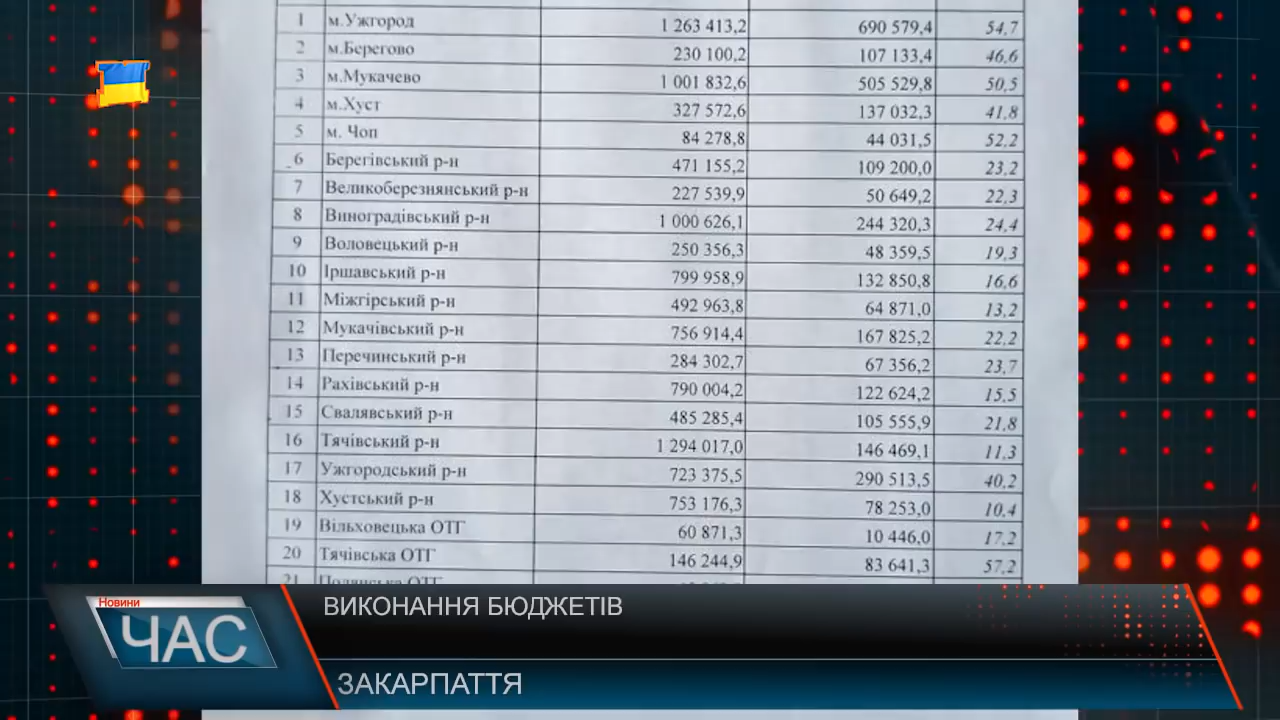 1 м.Ужгород 1 263 413,2 690 579,4 54,7
2 м.Берегово 230 100,2 107 133,4 46,6
3 м.Мукачево 1 001 832,6 505 529,8 50,5
4 м.Хуст 327 572,6 137 032,3 41,8
5 м. Чоп 84 278,8 44 031,5 52,2
6 Берегівський р-н 471 155,2 109 200,0 23,2
7 Великоберезнянський р-н 227 539,9 50 649,2 22,3
8 Виноградівський р-н 1 000 626,1 244 320,3 24,4
9 Воловецький р-н 250 356,3 48 359,5 19,3
10 Іршавський р-н 799 958,9 132 850,8 16,6
11 Міжгірський р-н 492 963,8 64 871,0 13,2
12 Мукачівський р-н 756 914,4 167 825,2 22,2
13 Перечинський р-н 284 302,7 67 356,2 23,7
14 Рахівський р-н 790 004,2 122 624,2 15,5
15 Свалявський р-н 485 285,4 105 555,9 21,8
16 Тячівський р-н 1 294 017,0 146 469,1 11,3
17 Ужгородський р-н 723 375,5 290 513,5 40,2
18 Хустський р-н 753 176,3 78 253,0 10,4
19 Вільховецька ОТГ 60 871,3 10 446,0 17,2
20 Тячівська ОТГ 146 244,9 83 641,3 57,2
21 ОТГ
Новини
ЧАС
ВИКОНАННЯ БЮДЖЕТІВ
ЗАКАРПАТТЯ